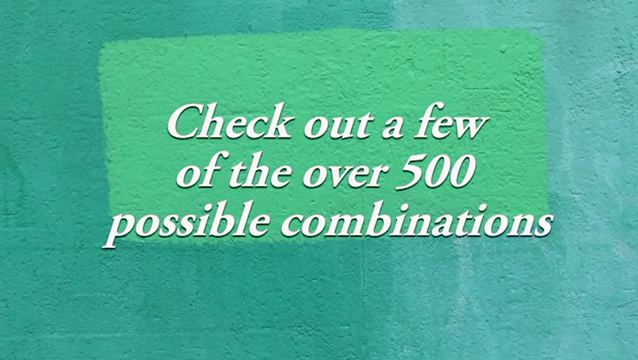 Check out a few
of the over 500
possible combinations